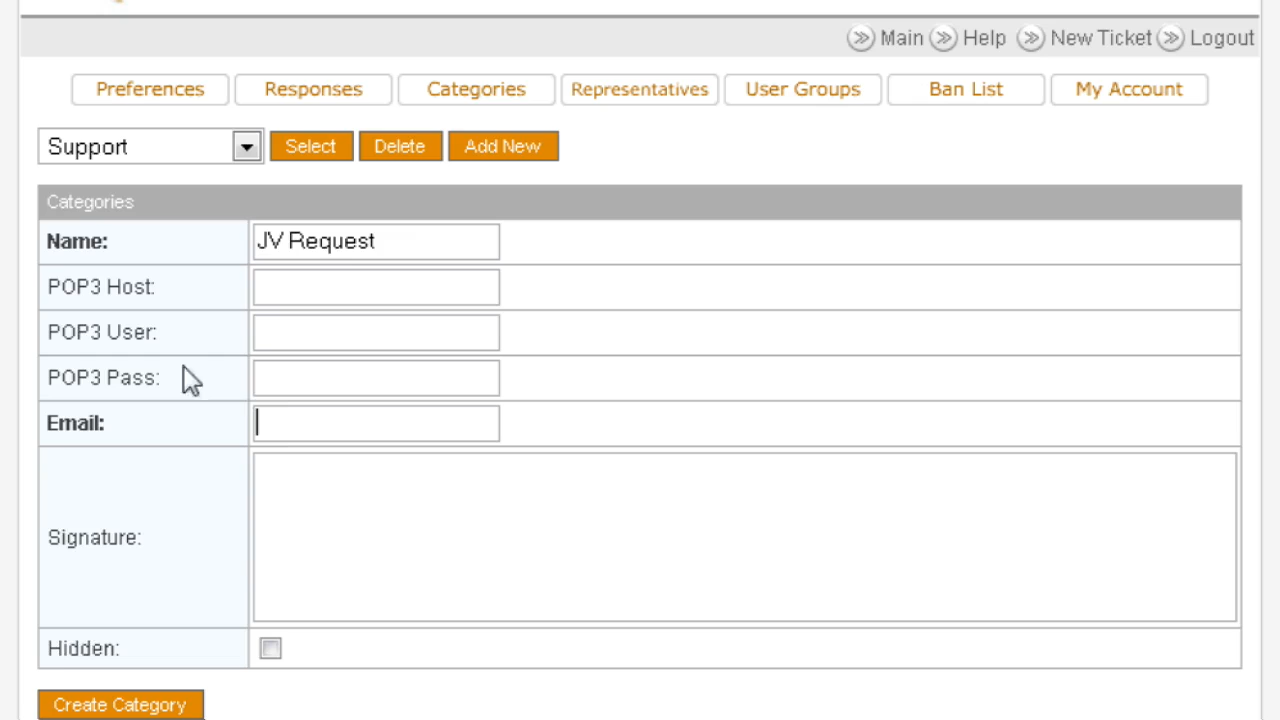 Main Help New Ticket Logout
Preferences Responses Categories Representatives User Groups Ban List My Account
Support Select Delete Add New
Categories
Name: JV Request
POP3 Host:
POP3 User:
POP3 Pass:
Email:
Signature:
Hidden:
Create Category